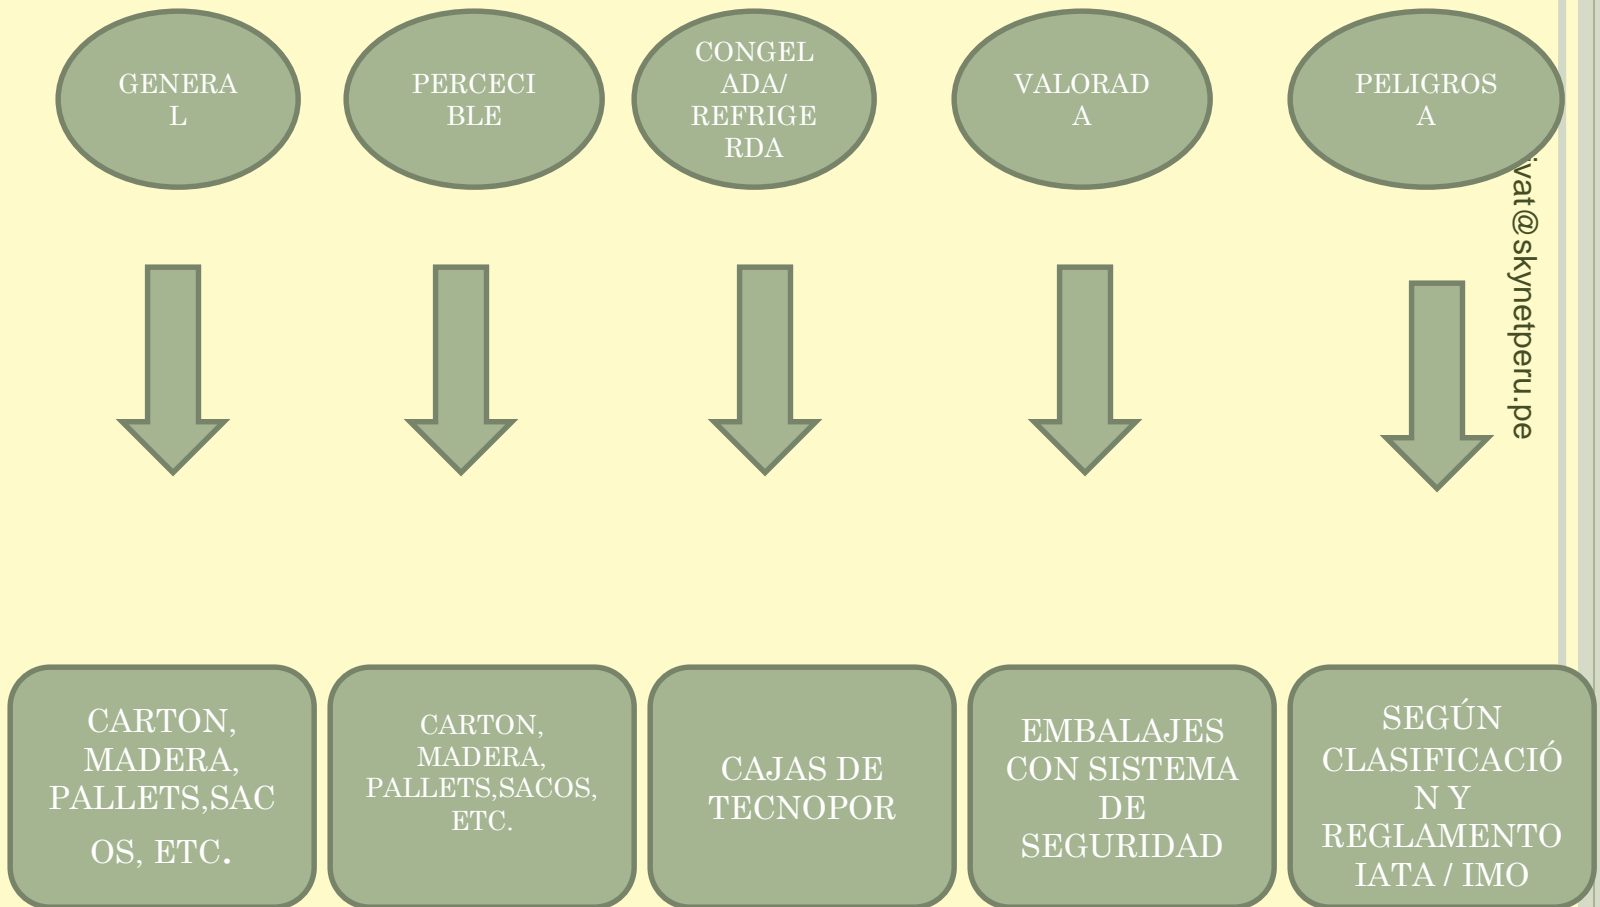 GENERA
L
PERCECI
BLE
CONGEL
ADA/
REFRIGE
RDA
VALORAD
A
PELIGROS
A
ivat@skynetperu.pe
CARTON,
MADERA,
PALLETS,SAC
OS, ETC.
CARTON,
MADERA,
PALLETS,SACOS,
ETC.
CAJAS DE
TECNOPOR
EMBALAJES
CON SISTEMA
DE
SEGURIDAD
SEGÚN
CLASIFICACIÓ
N Y
REGLAMENTO
IATA / IMO